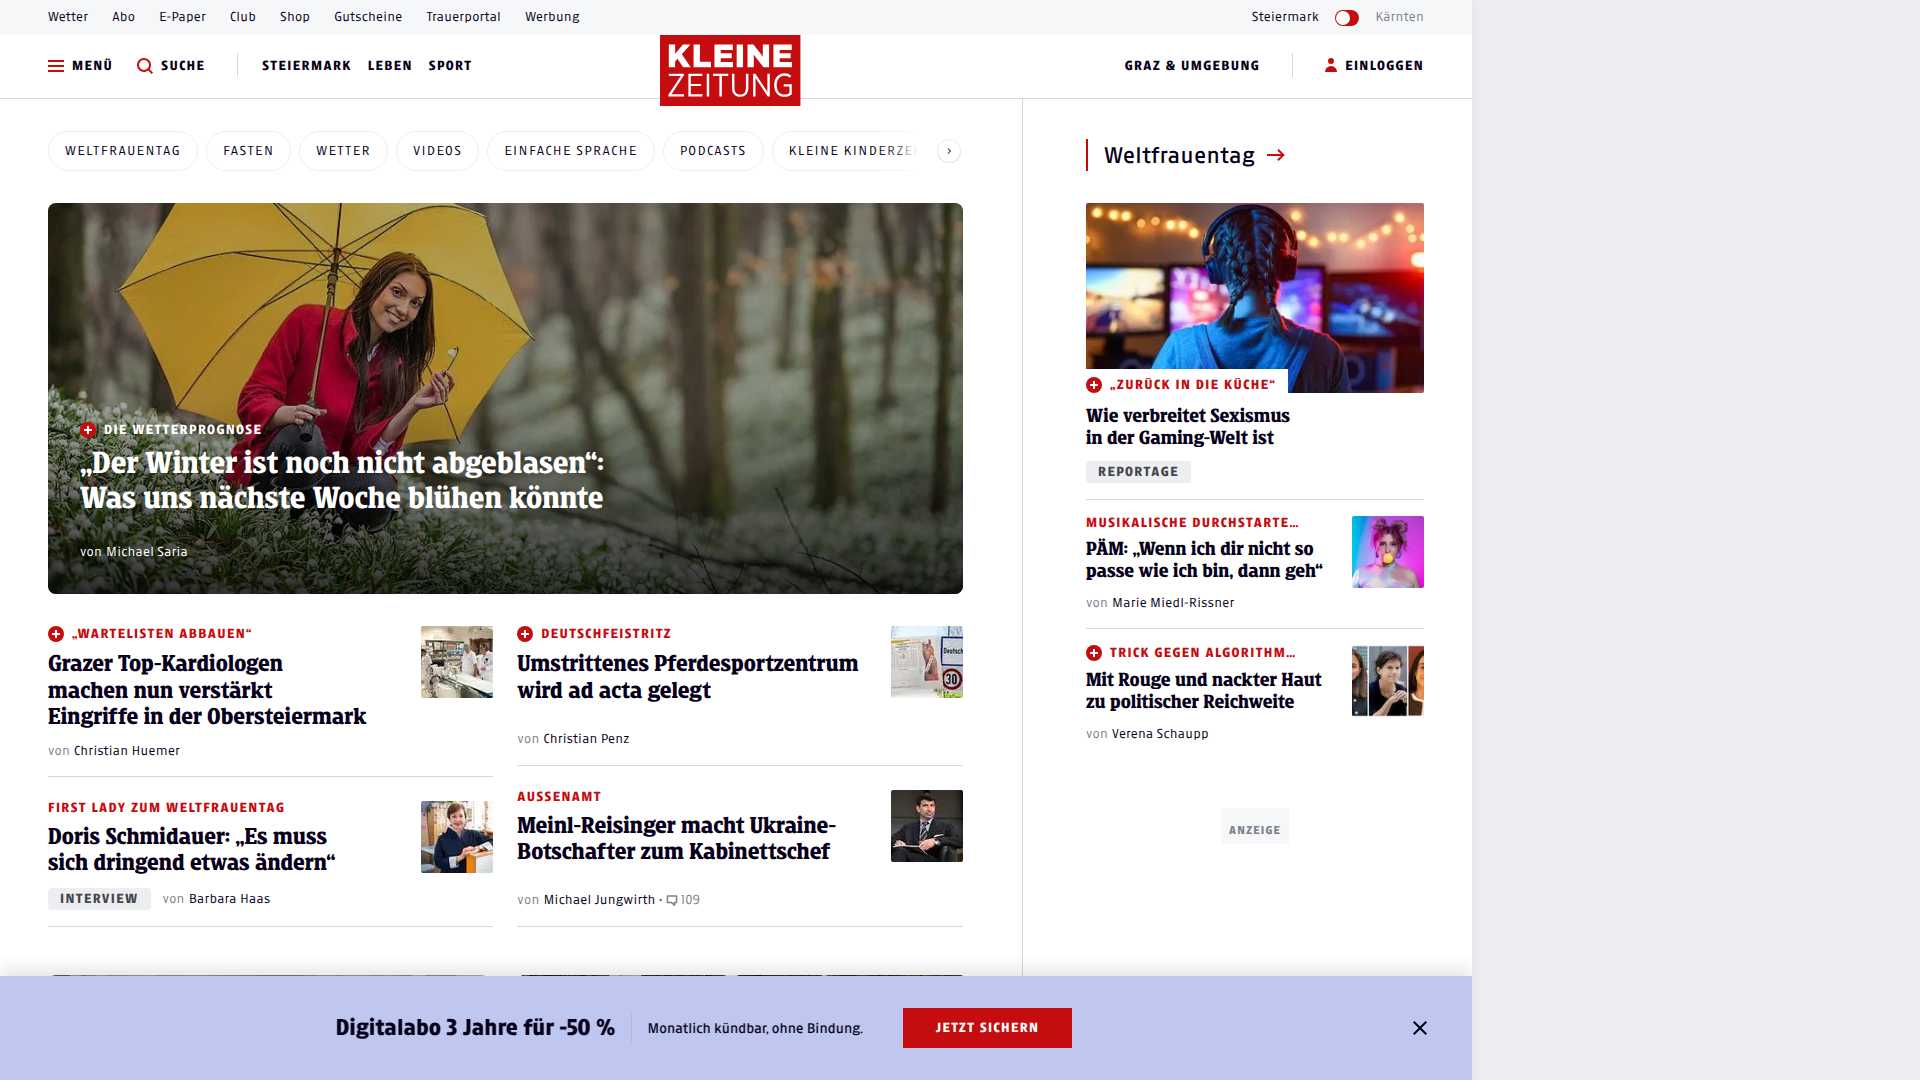 Wetter Abo E-Paper Club Shop Gutscheine Trauerportal Werbung Steiermark Kärnten
MENÜ SUCHE STEIERMARK LEBEN SPORT KLEINE ZEITUNG GRAZ & UMGEBUNG EINLOGGEN
WELTFRAUENTAG FASTEN WETTER VIDEOS EINFACHE SPRACHE PODCASTS KLEINE
DIE WETTERPROGNOSE
„Der Winter ist noch nicht abgeblasen“:
Was uns nächste Woche blühen könnte
von Michael Saria
„WARTELISTEN ABBAUEN“
Grazer Top-Kardiologen
machen nun verstärkt
Eingriffe in der Obersteiermark
von Christian Huemer
DEUTSCHFEISTRITZ
Umstrittenes Pferdesportzentrum
wird ad acta gelegt
von Christian Penz
30
FIRST LADY ZUM WELTFRAUENTAG
Doris Schmidauer: „Es muss
sich dringend etwas ändern“
INTERVIEW von Barbara Haas
AUSSENAMT
Meinl-Reisinger macht Ukraine-
Botschafter zum Kabinettschef
von Michael Jungwirth • 109
Weltfrauentag
„ZURÜCK IN DIE KÜCHE“
Wie verbreitet Sexismus
in der Gaming-Welt ist
REPORTAGE
MUSIKALISCHE DURCHSTARTE...
PÄM: „Wenn ich dir nicht so
passe wie ich bin, dann geh“
von Marie Miedl-Rissner
TRICK GEGEN ALGORITHM...
Mit Rouge und nackter Haut
zu politischer Reichweite
von Verena Schaupp
ANZEIGE
Digitalabo 3 Jahre für -50 % Monatlich kündbar, ohne Bindung. JETZT SICHERN